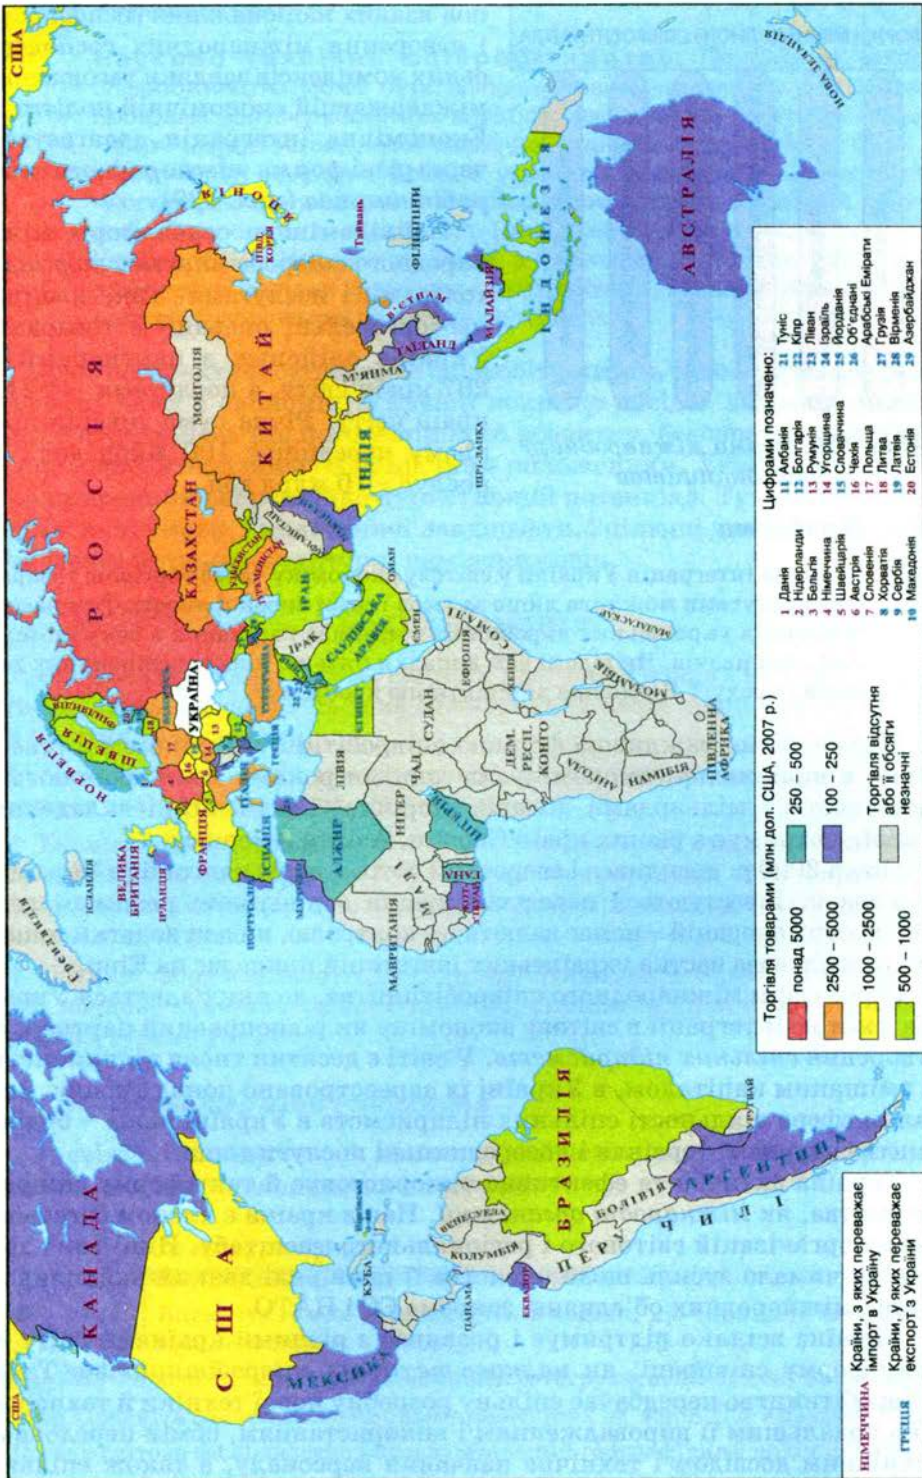 США
КАНАДА
США
МЕКСИКА
КУБА
ПАНАМА
ВЕНЕСУЕЛА
КОЛУМБІЯ
ЕКВАДОР
ПЕРУ
БРАЗИЛІЯ
БОЛІВІЯ
ЧИЛІ
АРГЕНТИНА
УРУГВАЙ
Гренландія
ІСЛАНДІЯ
НОРВЕГІЯ
ШВЕЦІЯ
ФІНЛЯНДІЯ
ВЕЛИКА
БРИТАНІЯ
ІРЛАНДІЯ
ФРАНЦІЯ
ІСПАНІЯ
ПОРТУГАЛІЯ
ІТАЛІЯ
ГРЕЦІЯ
УКРАЇНА
БІЛОРУСЬ
РОСІЯ
США
КАЗАХСТАН
УЗБЕКИСТАН
МОНГОЛІЯ
КИТАЙ
ПІВД.
КОРЕЯ
ЯПОНІЯ
Тайвань
ФІЛІППІНИ
В'ЄТНАМ
ТАЇЛАНД
М'ЯНМА
МАЛАЙЗІЯ
ІНДОНЕЗІЯ
ІНДІЯ
ШРІ-ЛАНКА
АФГАНІСТАН
ІРАН
ІРАК
САУДІВСЬКА
АРАВІЯ
ОМАН
ЄМЕН
ЄГИПЕТ
ЛІВІЯ
АЛЖИР
МАВРИТАНІЯ
МАЛІ
НІГЕР
ЧАД
СУДАН
НІГЕРІЯ
ГАНА
ЕФІОПІЯ
СОМАЛІ
КЕНІЯ
ДЕМ.
РЕСП.
КОНГО
АНГОЛА
НАМІБІЯ
МОЗАМБІК
МАДАГАСКАР
ПІВДЕННА
АФРИКА
АВСТРАЛІЯ
НОВА ЗЕЛАНДІЯ
НІМЕЧЧИНА Країни, з яких переважає
імпорт в Україну
ГРЕЦІЯ Країни, у яких переважає
експорт з України
Торгівля товарами (млн дол. США, 2007 р.)
понад 5000
2500 – 5000
1000 – 2500
500 – 1000
250 – 500
100 – 250
Торгівля відсутня
або її обсяги
незначні
Цифрами позначено:
1 Данія
2 Нідерланди
3 Бельгія
4 Німеччина
5 Швейцарія
6 Австрія
7 Словенія
8 Хорватія
9 Сербія
10 Македонія
11 Албанія
12 Болгарія
13 Румунія
14 Угорщина
15 Словаччина
16 Чехія
17 Польща
18 Литва
19 Латвія
20 Естонія
21 Туніс
22 Кіпр
23 Ліван
24 Ізраїль
25 Йорданія
26 Об'єднані
Арабські Емірати
27 Грузія
28 Вірменія
29 Азербайджан